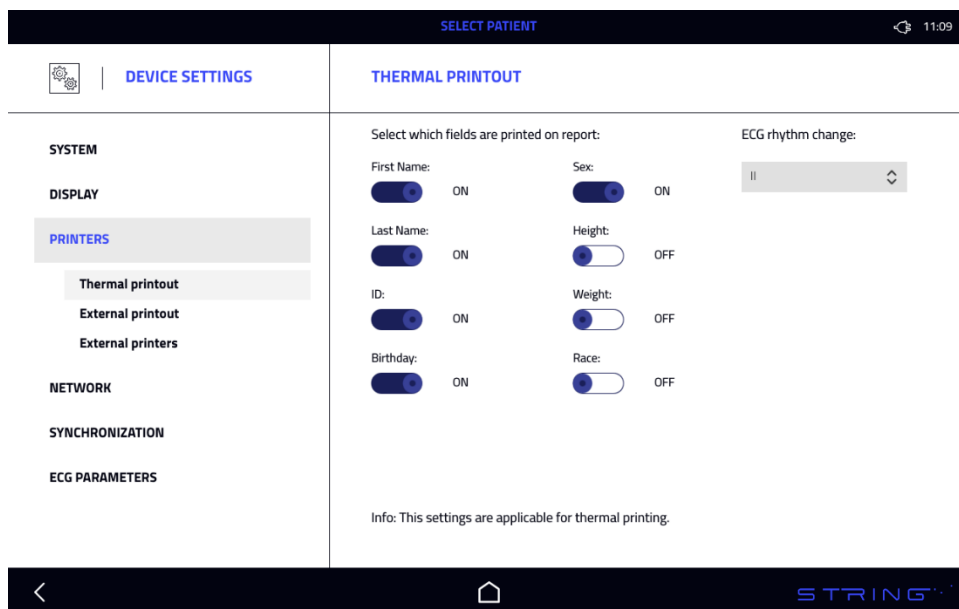 SELECT PATIENT
11:09
DEVICE SETTINGS
THERMAL PRINTOUT
SYSTEM
DISPLAY
PRINTERS
Thermal printout
External printout
External printers
NETWORK
SYNCHRONIZATION
ECG PARAMETERS
Select which fields are printed on report:
First Name:
ON
Last Name:
ON
ID:
ON
Birthday:
ON
Sex:
ON
Height:
OFF
Weight:
OFF
Race:
OFF
ECG rhythm change:
II
Info: This settings are applicable for thermal printing.
STRING